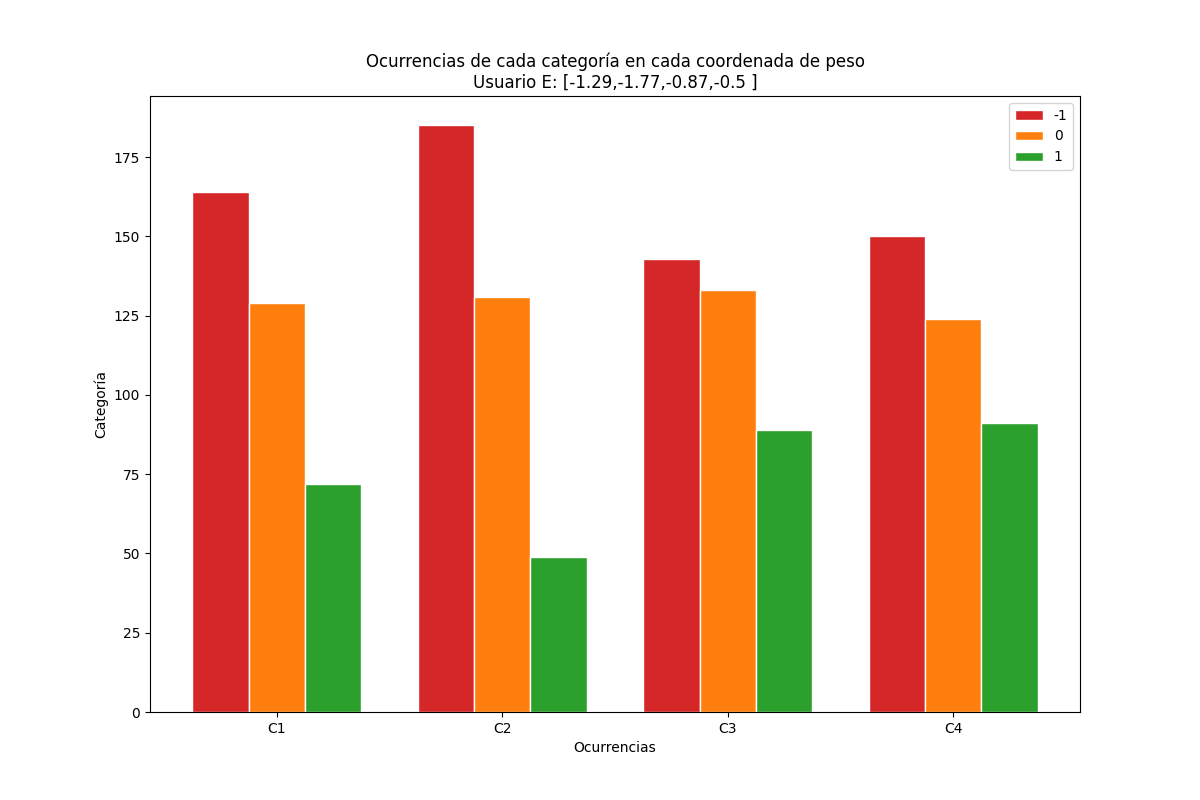 Ocurrencias de cada categoría en cada coordenada de peso
Usuario E: [-1.29,-1.77,-0.87,-0.5 ]
-1
0
1
175
150
125
100
75
50
25
0
Categoría
C1 C2 C3 C4
Ocurrencias